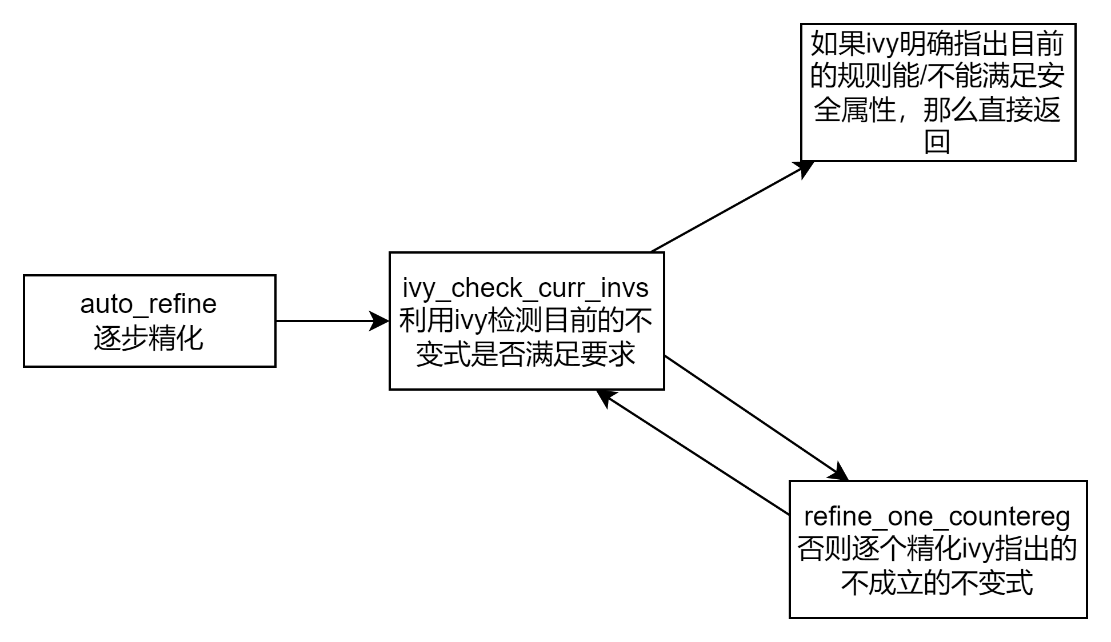 如果ivy明确指出目前
的规则能/不能满足安
全属性，那么直接返
回
auto_refine
逐步精化
ivy_check_curr_invs
利用ivy检测目前的不
变式是否满足要求
refine_one_countereg
否则逐个精化ivy指出的
不成立的不变式